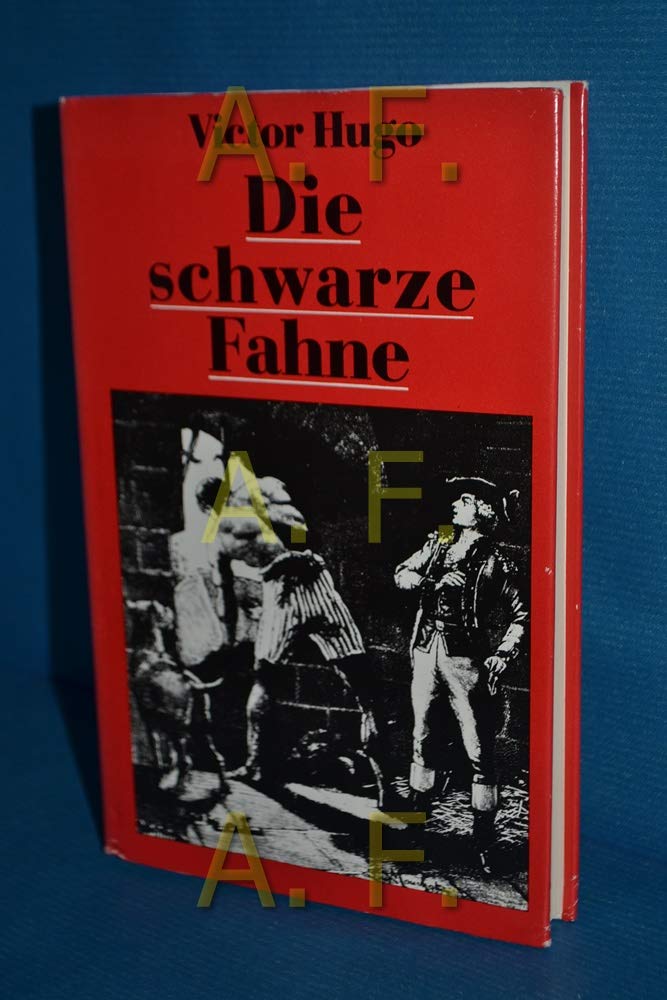 Victor Hugo
Die
schwarze
Fahne
A. F.
A. F.
A. F.